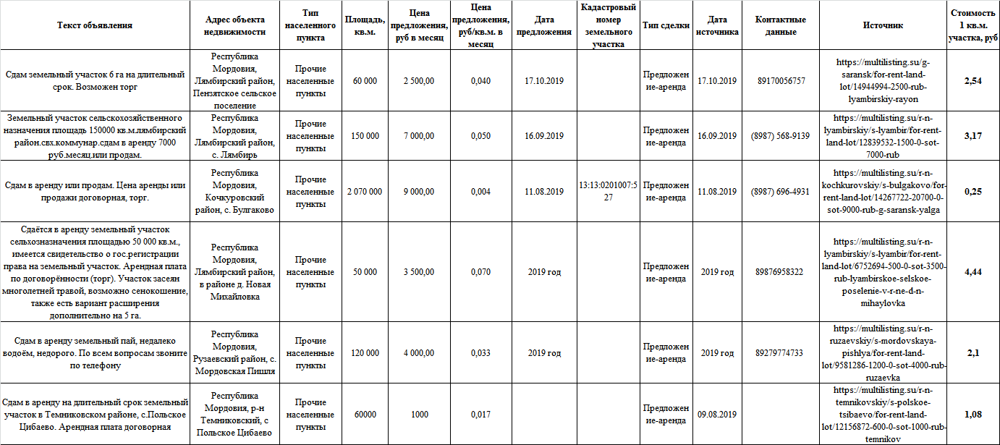 Текст объявления
Адрес объекта
недвижимости
Тип
населенного
пункта
Площадь,
кв.м.
Цена
предложения,
руб в месяц
Цена
предложения,
руб/кв.м. в
месяц
Дата
предложения
Кадастровый
номер
земельного
участка
Тип сделки
Дата
источника
Контактные
данные
Источник
Стоимость
1 кв.м.
участка, руб
Сдам земельный участок 6 га на длительный
срок. Возможен торг
Республика
Мордовия,
Лямбирский район,
Пензятское сельское
поселение
Прочие
населенные
пункты
60 000
2 500,00
0,040
17.10.2019
Предложен
ие-аренда
17.10.2019
89170056757
https://multilisting.su/g-
saransk/for-rent-land-
lot/14944994-2500-rub-
lyambirskiy-rayon
2,54
Земельный участок сельскохозяйственного
назначения площадь 150000 кв.м.лямбирский
район.свх.коммунар.сдам в аренду 7000
руб.месяц.или продам.
Республика
Мордовия,
Лямбирский район,
с. Лямбирь
Прочие
населенные
пункты
150 000
7 000,00
0,050
16.09.2019
Предложен
ие-аренда
16.09.2019
(8987) 568-9139
https://multilisting.su/r-n-
lyambirskiy/s-lyambir/for-rent-
land-lot/12839532-1500-0-sot-
7000-rub
3,17
Сдам в аренду или продам. Цена аренды или
продажи договорная, торг.
Республика
Мордовия,
Кочкуровский
район, с. Булгаково
Прочие
населенные
пункты
2 070 000
9 000,00
0,004
11.08.2019
13:13:0201007:5
27
Предложен
ие-аренда
11.08.2019
(8987) 696-4931
https://multilisting.su/r-n-
kochkurovskiy/s-bulgakovo/for-
rent-land-lot/14267722-20700-0-
sot-9000-rub-g-saransk-yalga
0,25
Сдаётся в аренду земельный участок
сельхозназначения площадью 50 000 кв.м.,
имеется свидетельство о гос.регистрации
права на земельный участок. Арендная плата
по договорённости (торг). Участок засеян
многолетней травой, возможно сенокошение,
также есть вариант расширения
дополнительно на 5 га.
Республика
Мордовия,
Лямбирский район,
в районе д. Новая
Михайловка
Прочие
населенные
пункты
50 000
3 500,00
0,070
2019 год
Предложен
ие-аренда
2019 год
89876958322
https://multilisting.su/r-n-
lyambirskiy/s-lyambir/for-rent-
land-lot/6752694-500-0-sot-3500-
rub-lyambirskoe-selskoe-
poselenie-v-r-ne-d-n-
mihaylovka
4,44
Сдам в аренду земельный пай, недалеко
водоём, недорого. По всем вопросам звоните
по телефону
Республика
Мордовия,
Рузаевский район, с.
Мордовская Пишля
Прочие
населенные
пункты
120 000
4 000,00
0,033
2019 год
Предложен
ие-аренда
2019 год
89279774733
https://multilisting.su/r-n-
ruzaevskiy/s-mordovskaya-
pishlya/for-rent-land-
lot/9581286-1200-0-sot-4000-rub-
ruzaevka
2,1
Сдам в аренду на длительный срок земельный
участок в Темниковском районе, с.Польское
Цибаево. Арендная плата договорная
Республика
Мордовия, р-н
Темниковский, с
Польское Цибаево
Прочие
населенные
пункты
60000
1000
0,017
Предложен
ие-аренда
09.08.2019
https://multilisting.su/r-n-
temnikovskiy/s-polskoe-
tsibaevo/for-rent-land-
lot/12156872-600-0-sot-1000-rub-
temnikov
1,08